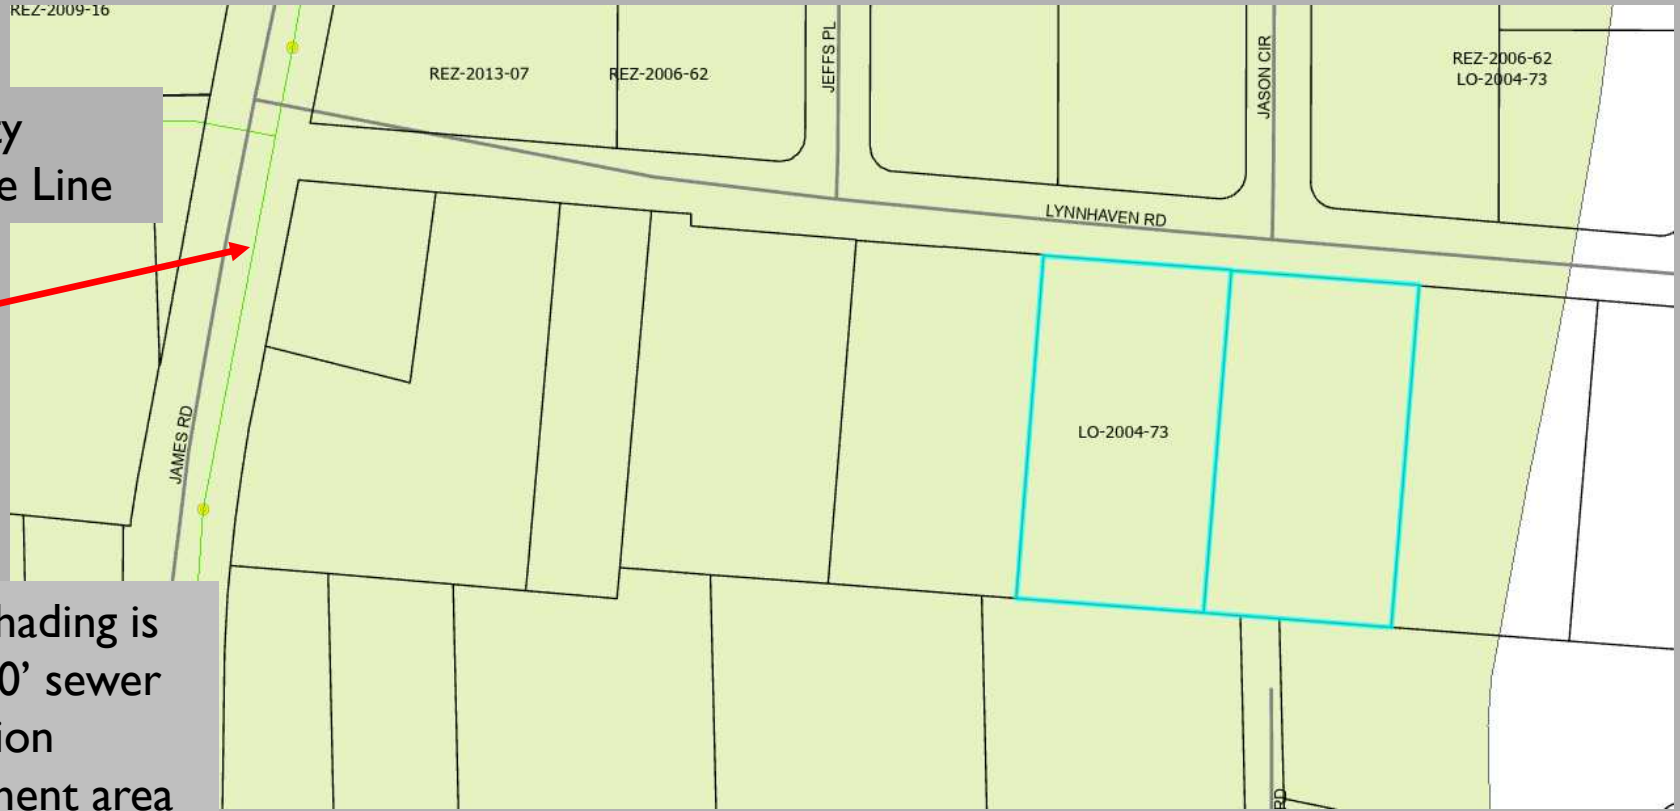 REZ-2009-16
REZ-2013-07
REZ-2006-62
JEFFS PL
JASON CIR
REZ-2006-62
LO-2004-73
ty
e Line
LYNNHAVEN RD
JAMES RD
LO-2004-73
hading is
0’ sewer
ion
nent area
RD